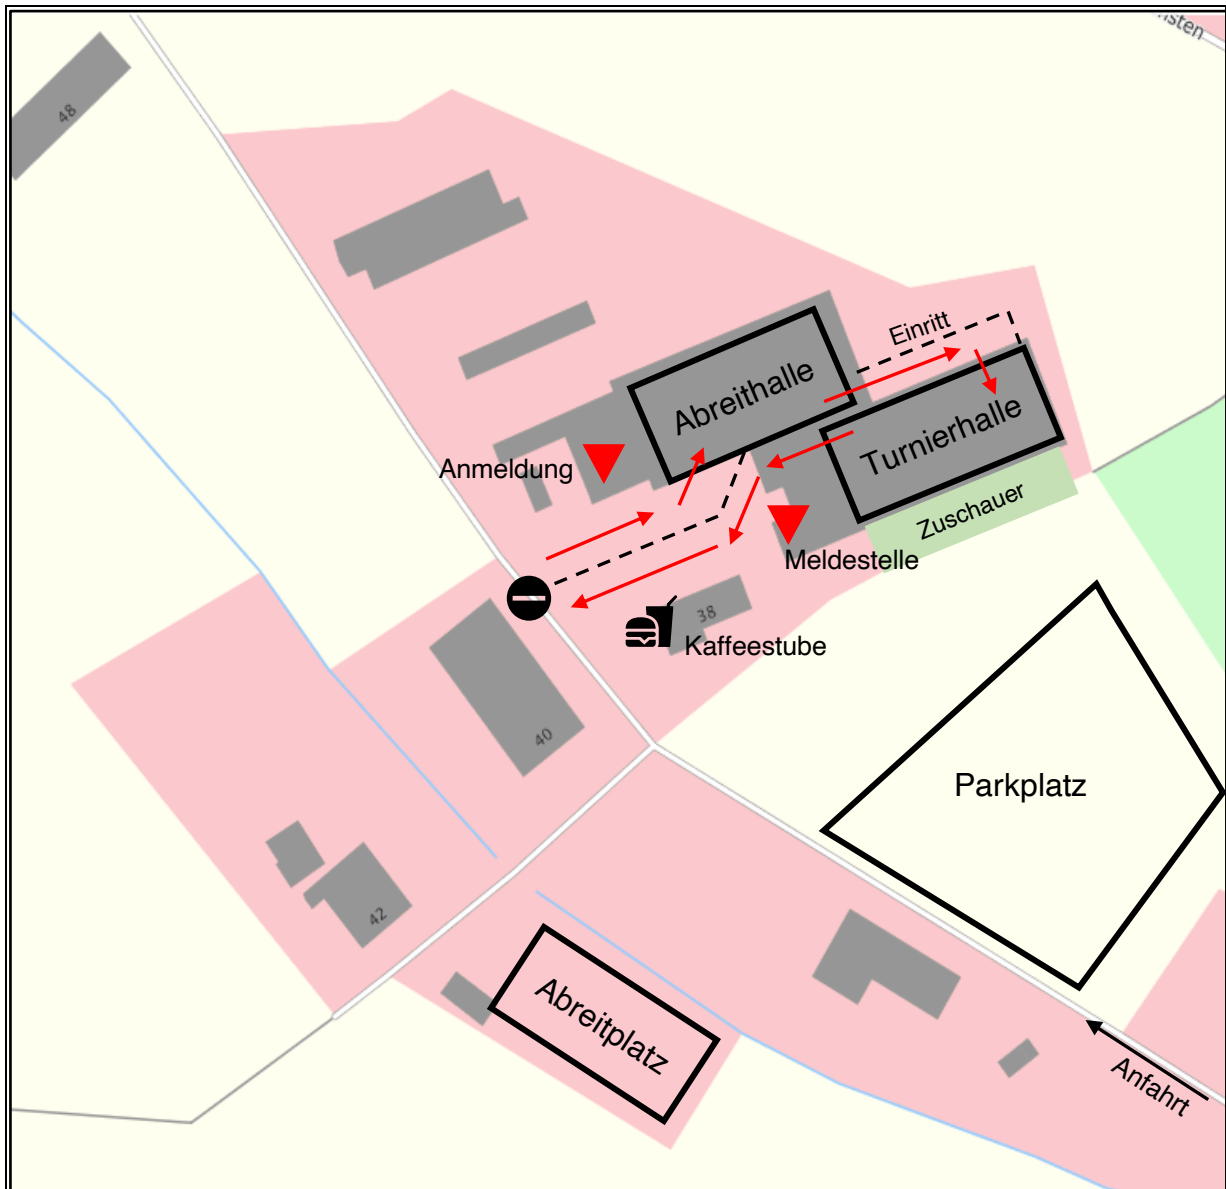 48
Einritt
Abreithalle
Turnierhalle
Anmeldung
Zuschauer
Meldestelle
38
Kaffeestube
40
Parkplatz
42
Abreitplatz
Anfahrt